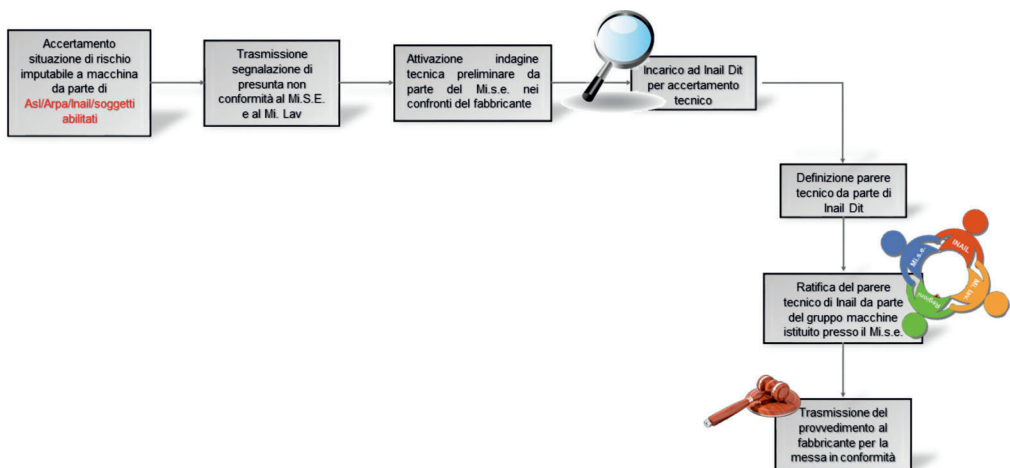 Accertamento
situazione di rischio
imputabile a macchina
da parte di
Asl/Arpa/Inail/soggetti
abilitati
Trasmissione
segnalazione di
presunta non
conformità al Mi.S.E.
e al Mi. Lav
Attivazione indagine
tecnica preliminare da
parte del Mi.s.e. nei
confronti del fabbricante
Incarico ad Inail Dit
per accertamento
tecnico
Definizione parere
tecnico da parte di
Inail Dit
Mi.s.e.
INAIL
Mi. Lav.
Regioni
Ratifica del parere
tecnico di Inail da parte
del gruppo macchine
istituito presso il Mi.s.e.
Trasmissione del
provvedimento al
fabbricante per la
messa in conformità